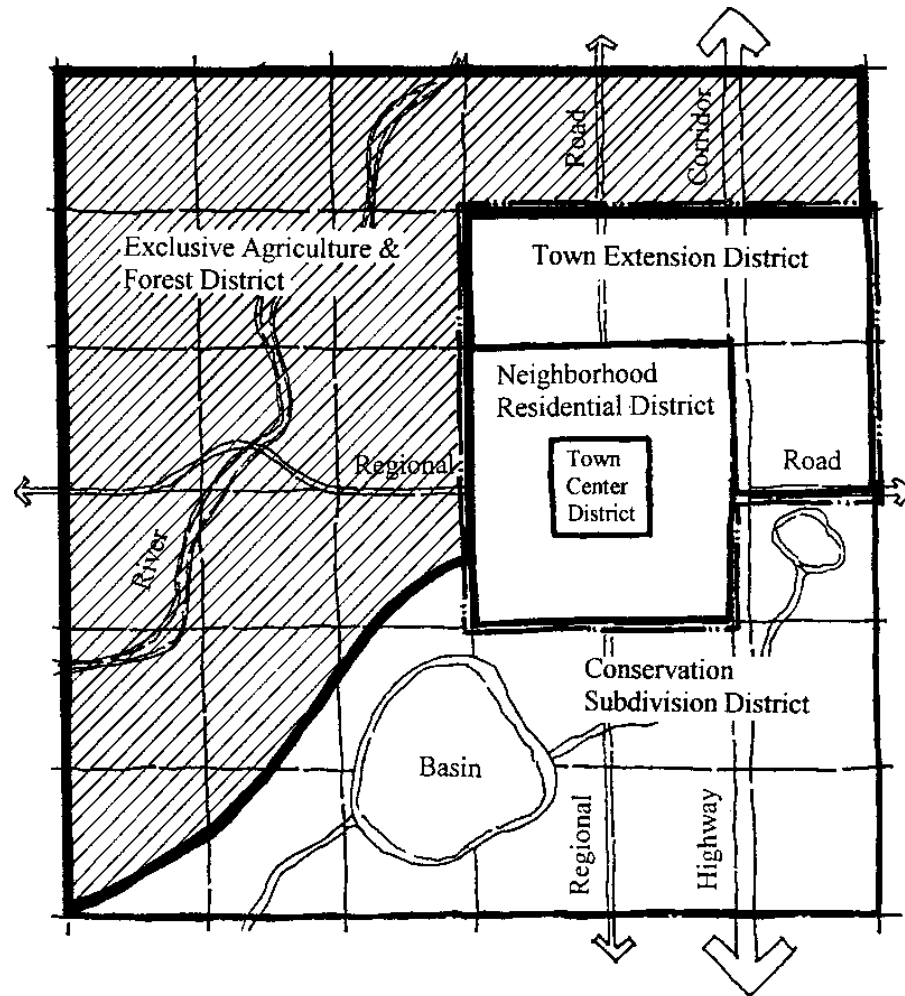 Road
Corridor
Exclusive Agriculture &
Forest District
Town Extension District
Neighborhood
Residential District
Regional
Town
Center
District
Road
River
Conservation
Subdivision District
Basin
Regional
Highway